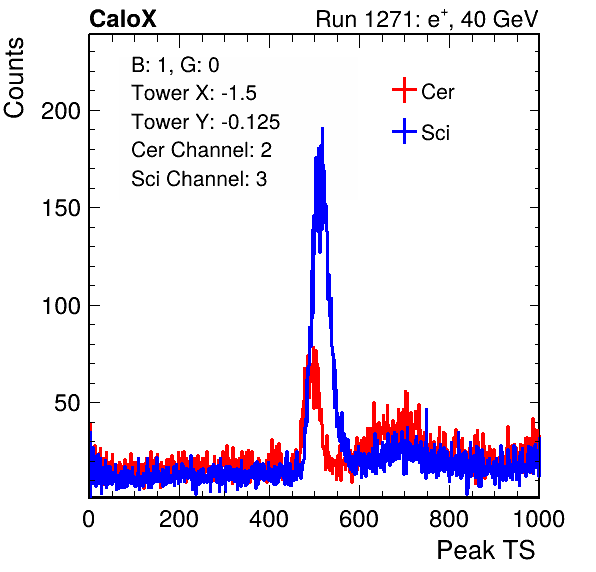 CaloX Run 1271: e⁺, 40 GeV
Counts
B: 1, G: 0
Tower X: -1.5
Tower Y: -0.125
Cer Channel: 2
Sci Channel: 3
Cer
Sci
200
150
100
50
0 200 400 600 800 1000
Peak TS